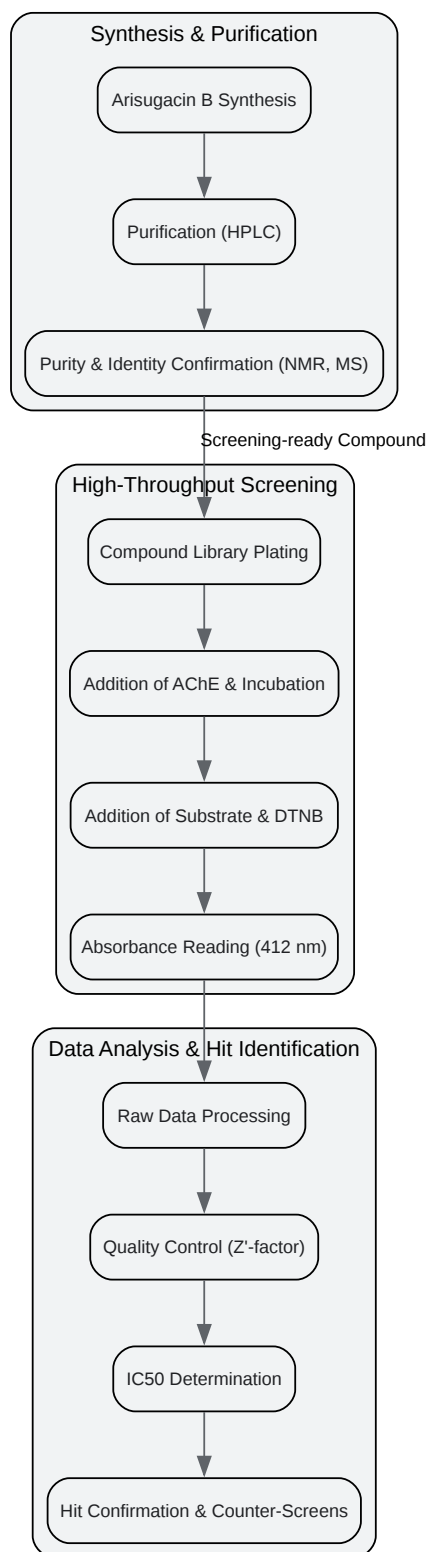 Synthesis & Purification
Arisugacin B Synthesis
Purification (HPLC)
Purity & Identity Confirmation (NMR, MS)
Screening-ready Compound
High-Throughput Screening
Compound Library Plating
Addition of AChE & Incubation
Addition of Substrate & DTNB
Absorbance Reading (412 nm)
Data Analysis & Hit Identification
Raw Data Processing
Quality Control (Z'-factor)
IC50 Determination
Hit Confirmation & Counter-Screens